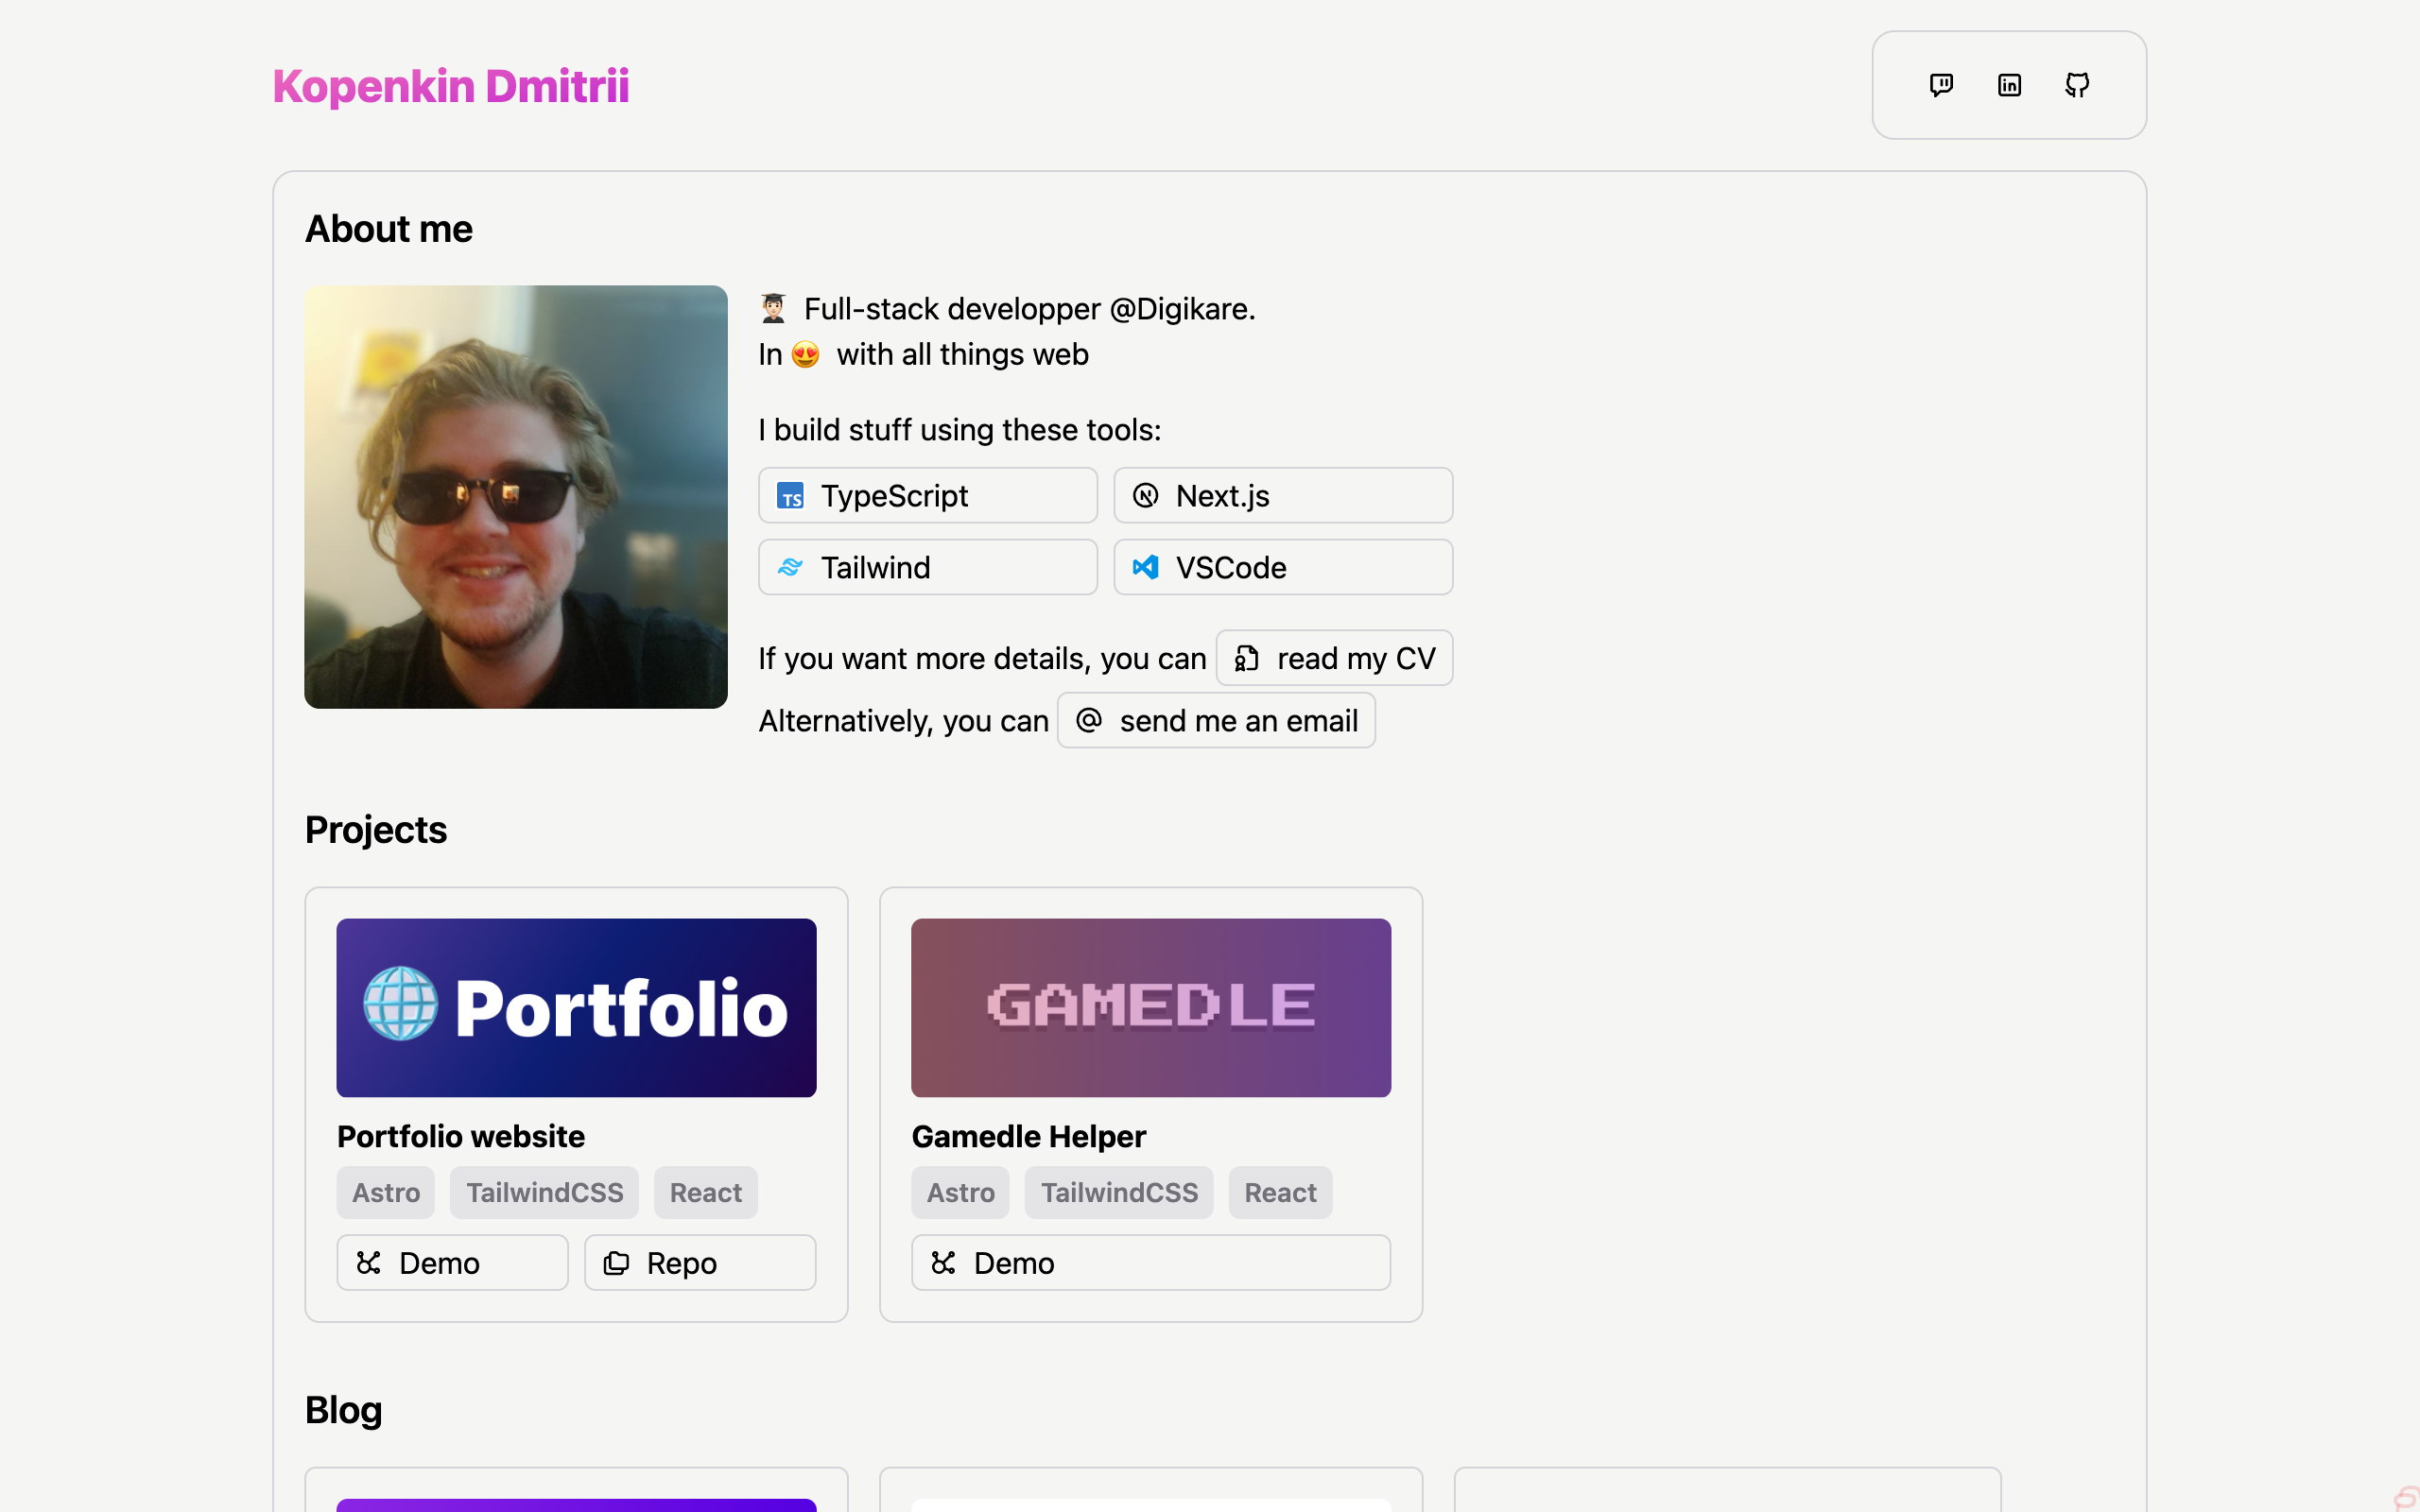 Kopenkin Dmitrii
About me
Full-stack developper @Digikare.
In 😍 with all things web
I build stuff using these tools:
TypeScript
Next.js
Tailwind
VSCode
If you want more details, you can read my CV
Alternatively, you can send me an email
Projects
Portfolio
GAMEDLE
Portfolio website
Gamedle Helper
Astro TailwindCSS React
Astro TailwindCSS React
Demo Repo
Demo
Blog